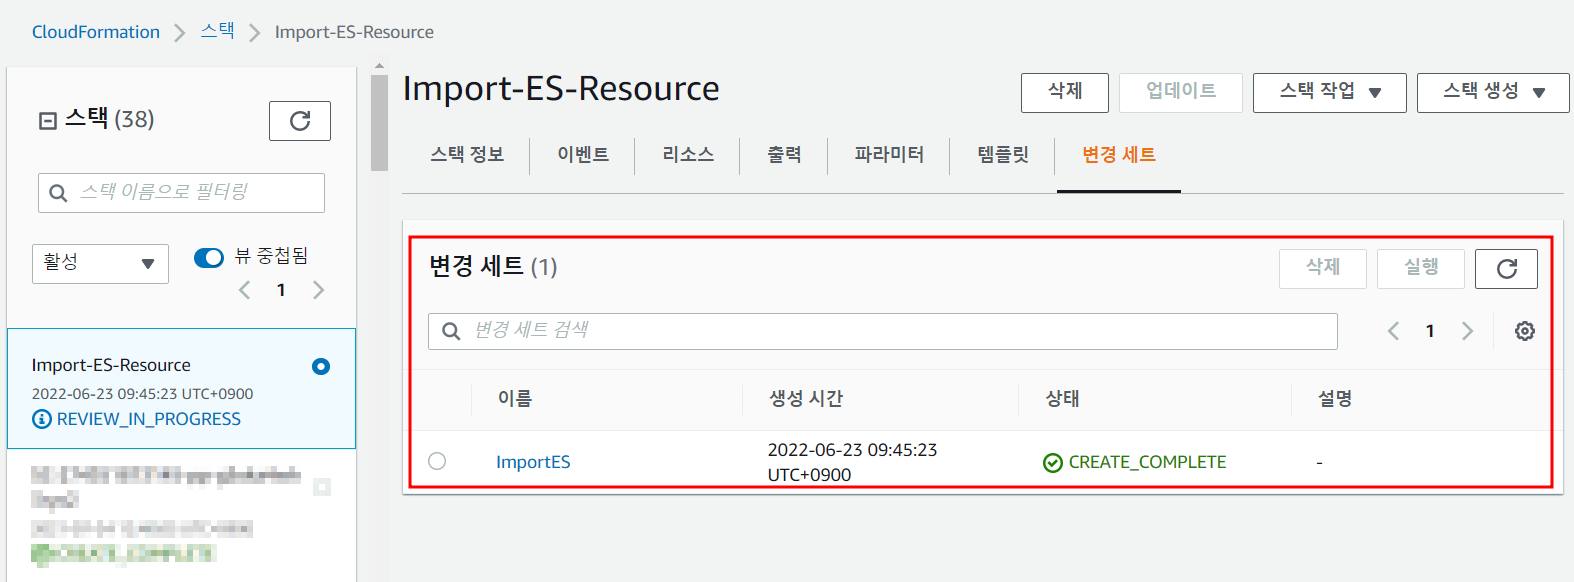 CloudFormation > 스택 > Import-ES-Resource
스택 (38)
스택 이름으로 필터링
활성
뷰 중첩됨
1
Import-ES-Resource
2022-06-23 09:45:23 UTC+0900
REVIEW_IN_PROGRESS
Import-ES-Resource
삭제 업데이트 스택 작업 스택 생성
스택 정보 이벤트 리소스 출력 파라미터 템플릿 변경 세트
변경 세트 (1)
삭제 실행
변경 세트 검색
1
이름 생성 시간 상태 설명
ImportES 2022-06-23 09:45:23 UTC+0900 CREATE_COMPLETE -